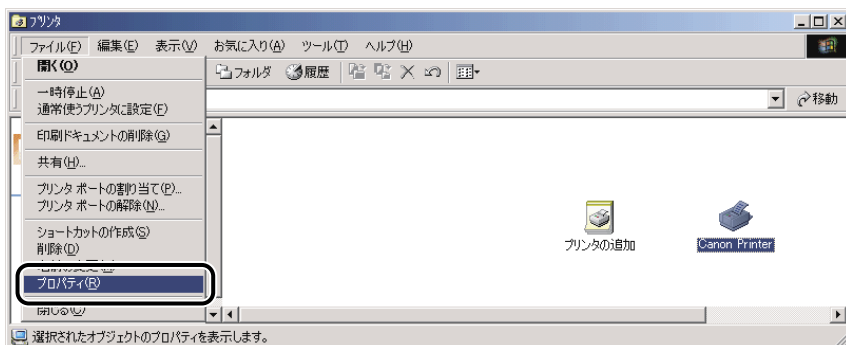 プリンタ
ファイル(F) 編集(E) 表示(V) お気に入り(A) ツール(T) ヘルプ(H)
開く(O)
フォルダ 履歴
一時停止(A)
移動
通常使うプリンタに設定(F)
印刷ドキュメントの削除(G)
共有(H)...
プリンタ ポートの割り当て(P)...
プリンタ ポートの解除(N)...
ショートカットの作成(S)
削除(D)
プロパティ(R)
閉じる(C)
プリンタの追加
Canon Printer
選択されたオブジェクトのプロパティを表示します。